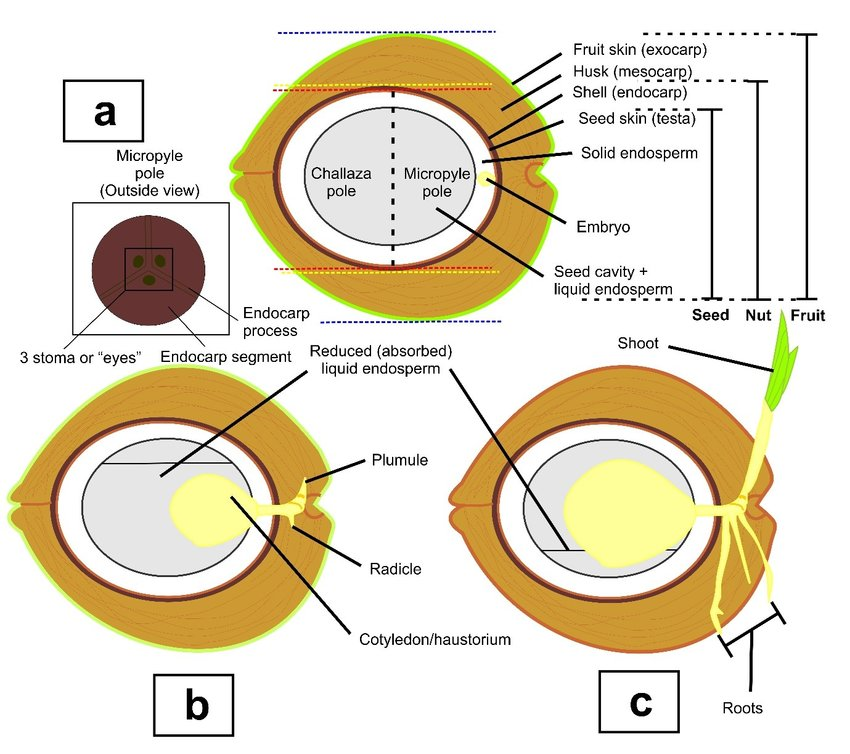 a
Micropyle
pole
(Outside view)
Fruit skin (exocarp)
Husk (mesocarp)
Shell (endocarp)
Seed skin (testa)
Solid endosperm
Embryo
Seed cavity +
liquid endosperm
Challaza
pole
Micropyle
pole
Seed
Nut
Fruit
Endocarp
process
3 stoma or “eyes”
Endocarp segment
Reduced (absorbed)
liquid endosperm
Shoot
Plumule
Radicle
Cotyledon/haustorium
Roots
b
c